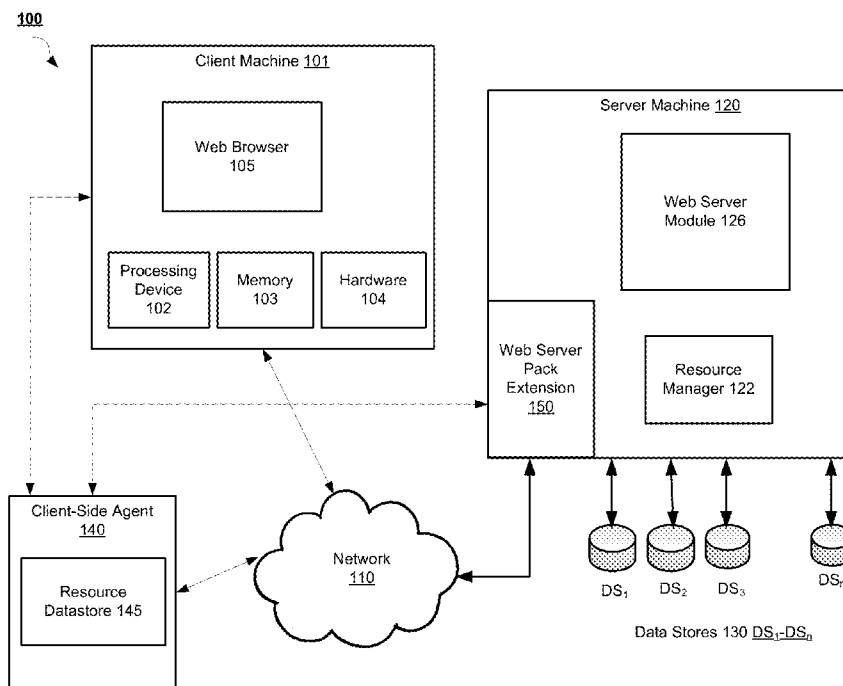 100
Client Machine 101
Web Browser
105
Processing
Device
102
Memory
103
Hardware
104
Server Machine 120
Web Server
Module 126
Web Server
Pack
Extension
150
Resource
Manager 122
Client-Side Agent
140
Resource
Datastore 145
Network
110
DS1
DS2
DS3
DSn
Data Stores 130 DS1-DSn